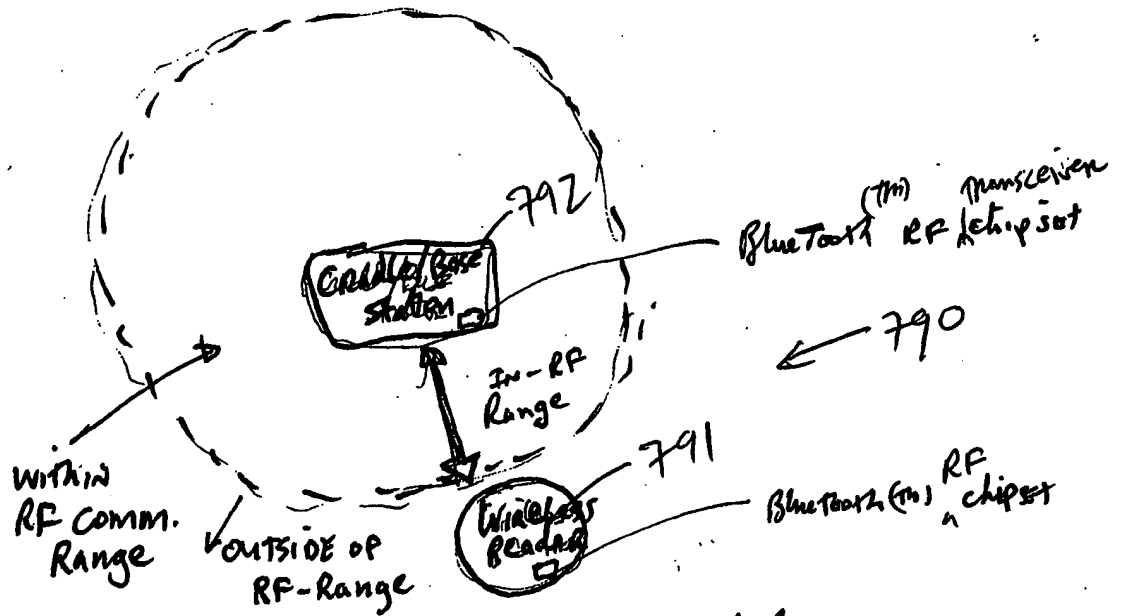 792
(TM) Transceiver
BlueTooth RF ^ chipset
Cradle/Base
Station
790
In-RF
Range
791
RF
BlueTooth (TM) ^ chipset
Within
RF Comm.
Range
Wireless
Reader
OUTSIDE OF
RF-Range